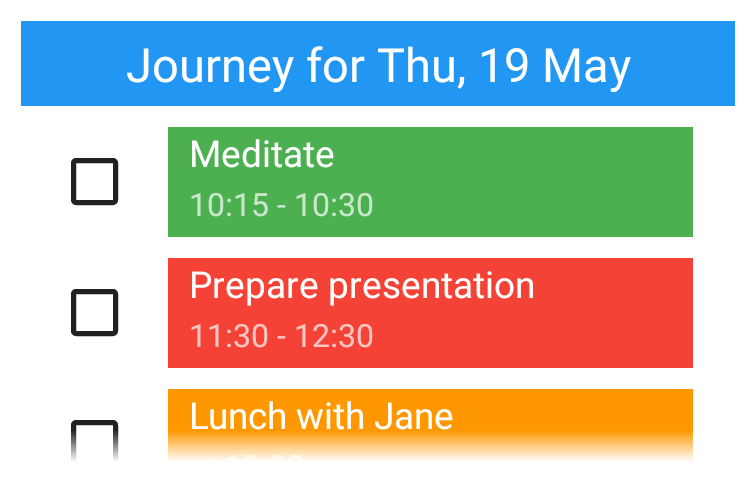 Journey for Thu, 19 May
Meditate
10:15 - 10:30
Prepare presentation
11:30 - 12:30
Lunch with Jane